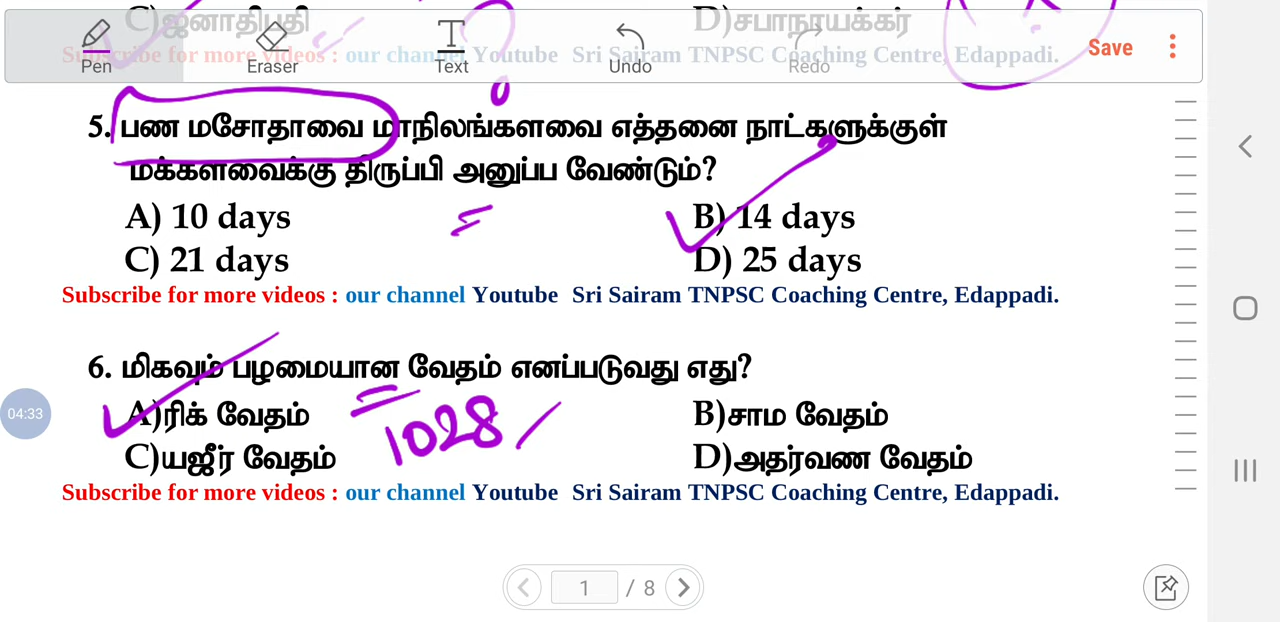 C)ஜனாதிபதி D)சபாநாயக்கர்
Subscribe for more videos : our channel Youtube Sri Sairam TNPSC Coaching Centre, Edappadi.
Pen Eraser Text Undo Redo Save
5. பண மசோதாவை மாநிலங்களவை எத்தனை நாட்களுக்குள்
மக்களவைக்கு திருப்பி அனுப்ப வேண்டும்?
A) 10 days B) 14 days
C) 21 days D) 25 days
Subscribe for more videos : our channel Youtube Sri Sairam TNPSC Coaching Centre, Edappadi.
6. மிகவும் பழமையான வேதம் எனப்படுவது எது?
04:33
A)ரிக் வேதம் B)சாம வேதம்
1028
C)யஜீர் வேதம் D)அதர்வண வேதம்
Subscribe for more videos : our channel Youtube Sri Sairam TNPSC Coaching Centre, Edappadi.
1 / 8